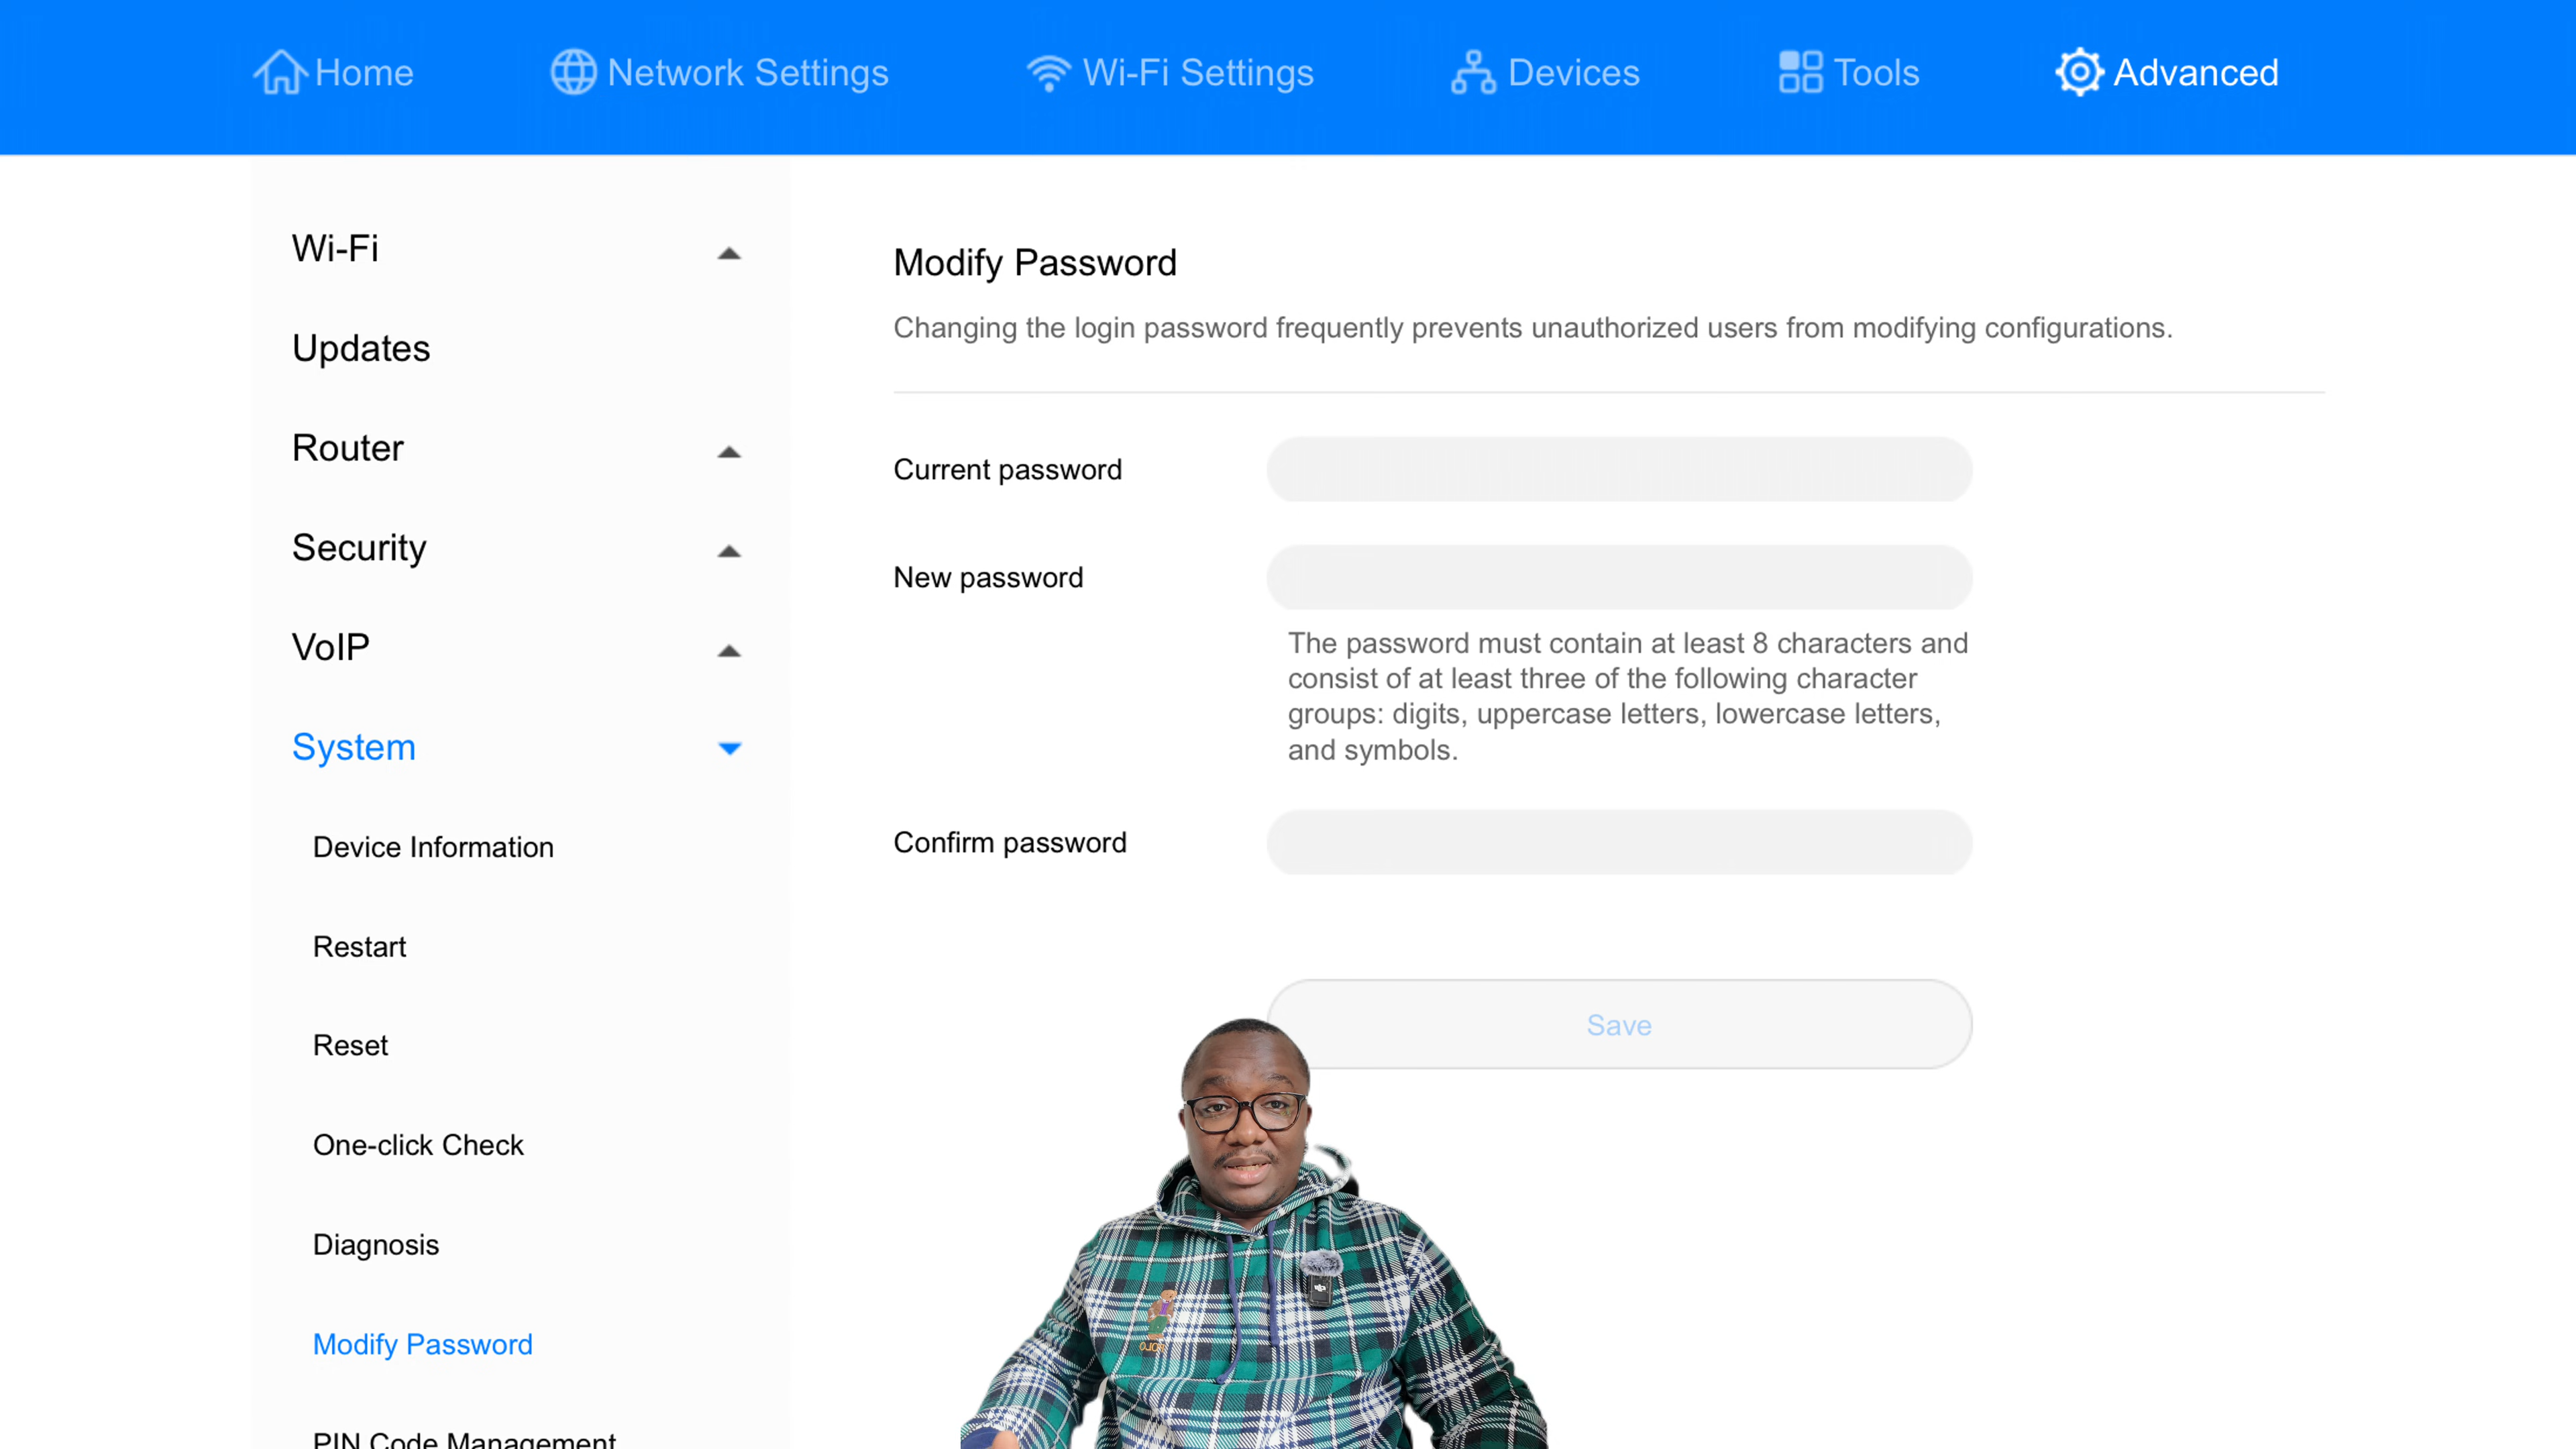 Home
Network Settings
Wi-Fi Settings
Devices
Tools
Advanced
Wi-Fi
Updates
Router
Security
VoIP
System
Device Information
Restart
Reset
One-click Check
Diagnosis
Modify Password
PIN Code Management
Modify Password
Changing the login password frequently prevents unauthorized users from modifying configurations.
Current password
New password
The password must contain at least 8 characters and
consist of at least three of the following character
groups: digits, uppercase letters, lowercase letters,
and symbols.
Confirm password
Save